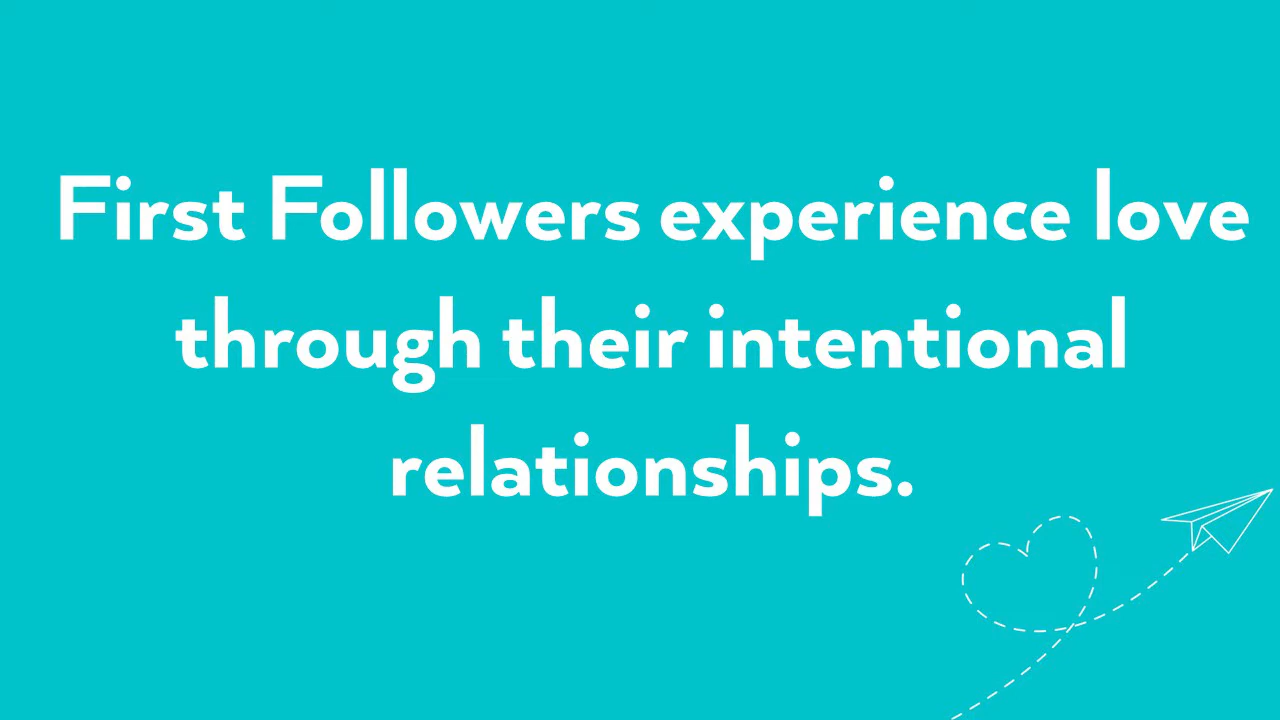 First Followers experience love
through their intentional
relationships.